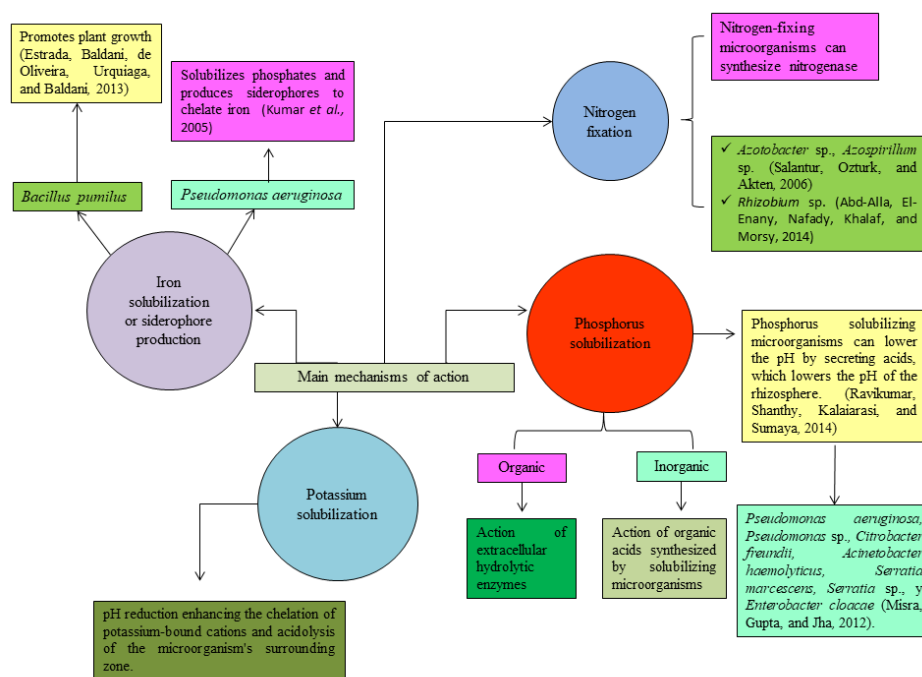 Promotes plant growth
(Estrada, Baldani, de
Oliveira, Urquiaga,
and Baldani, 2013)
Solubilizes phosphates and
produces siderophores to
chelate iron (Kumar et al.,
2005)
Bacillus pumilus
Pseudomonas aeruginosa
Iron
solubilization
or siderophore
production
Main mechanisms of action
Nitrogen
fixation
Nitrogen-fixing
microorganisms can
synthesize nitrogenase
✓ Azotobacter sp., Azospirillum
sp. (Salantur, Ozturk, and
Akten, 2006)
✓ Rhizobium sp. (Abd-Alla, El-
Enany, Nafady, Khalaf, and
Morsy, 2014)
Phosphorus
solubilization
Phosphorus solubilizing
microorganisms can lower
the pH by secreting acids,
which lowers the pH of the
rhizosphere. (Ravikumar,
Shanthy, Kalaiarasi, and
Sumaya, 2014)
Organic
Inorganic
Action of
extracellular
hydrolytic
enzymes
Action of organic
acids synthesized
by solubilizing
microorganisms
Pseudomonas aeruginosa,
Pseudomonas sp., Citrobacter
freundii, Acinetobacter
haemolyticus, Serratia
marcescens, Serratia sp., y
Enterobacter cloacae (Misra,
Gupta, and Jha, 2012).
Potassium
solubilization
pH reduction enhancing the chelation of
potassium-bound cations and acidolysis
of the microorganism's surrounding
zone.